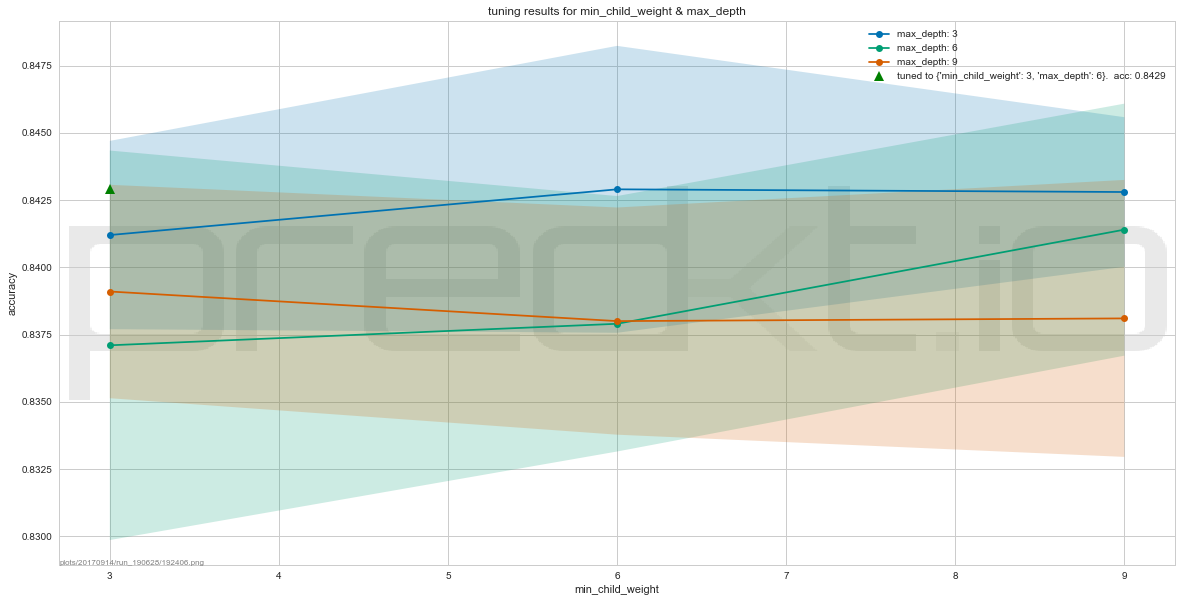 tuning results for min_child_weight & max_depth
max_depth: 3
max_depth: 6
max_depth: 9
tuned to {'min_child_weight': 3, 'max_depth': 6}.  acc: 0.8429
0.8475
0.8450
0.8425
0.8400
0.8375
0.8350
0.8325
0.8300
accuracy
preckt.io
plots/20170914/run_190628/192406.png
3 4 5 6 7 8 9
min_child_weight